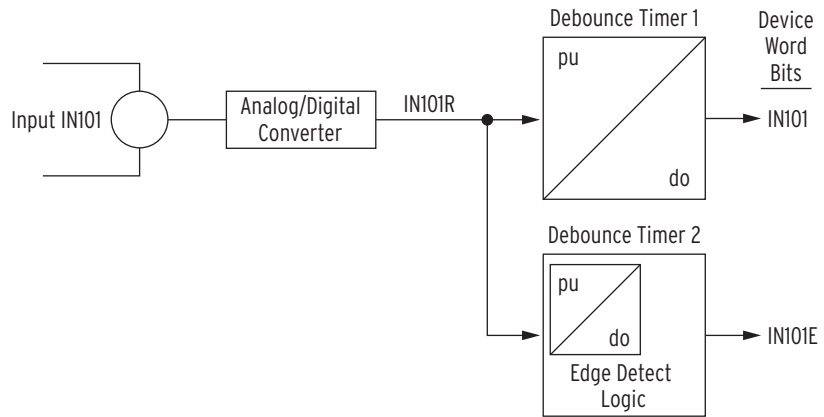 Debounce Timer 1
Device
Word
Bits
pu
do
Input IN101
Analog/Digital
Converter
IN101R
IN101
Debounce Timer 2
pu
do
Edge Detect
Logic
IN101E